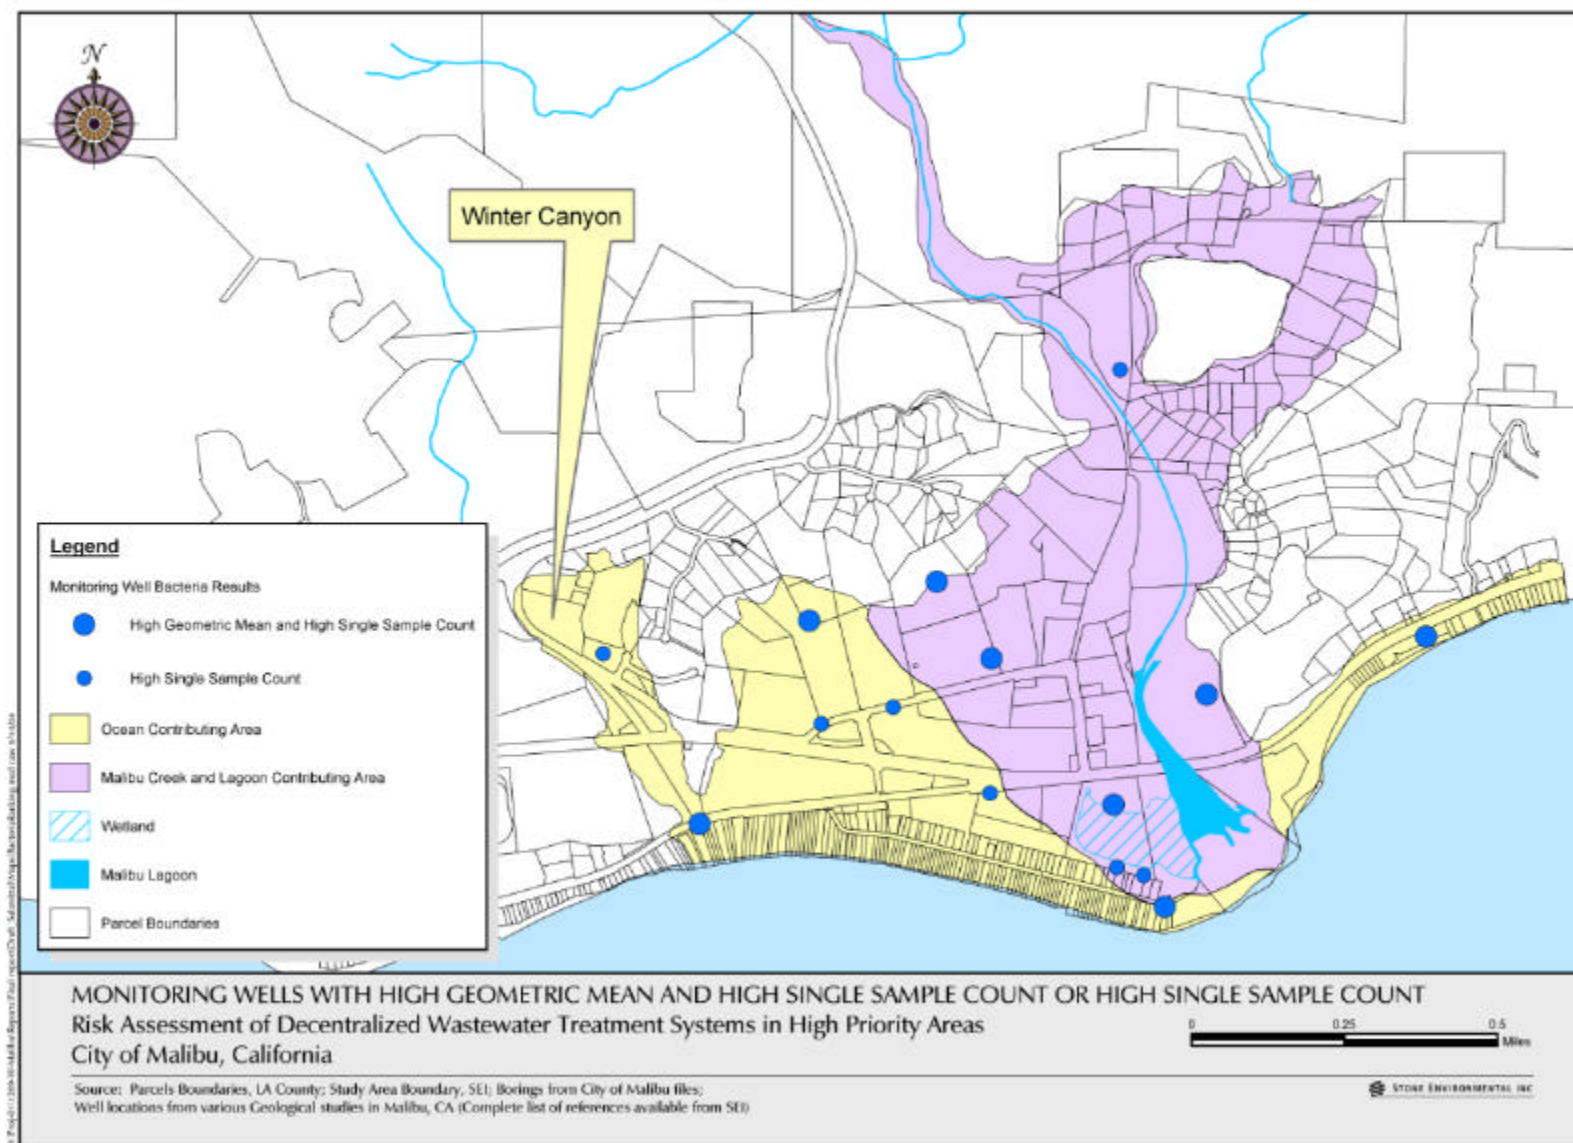 N
Winter Canyon
Legend
Monitoring Well Bacteria Results
High Geometric Mean and High Single Sample Count
High Single Sample Count
Ocean Contributing Area
Malibu Creek and Lagoon Contributing Area
Wetland
Malibu Lagoon
Parcel Boundaries
MONITORING WELLS WITH HIGH GEOMETRIC MEAN AND HIGH SINGLE SAMPLE COUNT OR HIGH SINGLE SAMPLE COUNT
Risk Assessment of Decentralized Wastewater Treatment Systems in High Priority Areas
City of Malibu, California
0 0.25 0.5
Miles
Source: Parcels Boundaries, LA County; Study Area Boundary, SEI; Borings from City of Malibu files;
Well locations from various Geological studies in Malibu, CA (Complete list of references available from SEI)
STONE ENVIRONMENTAL INC